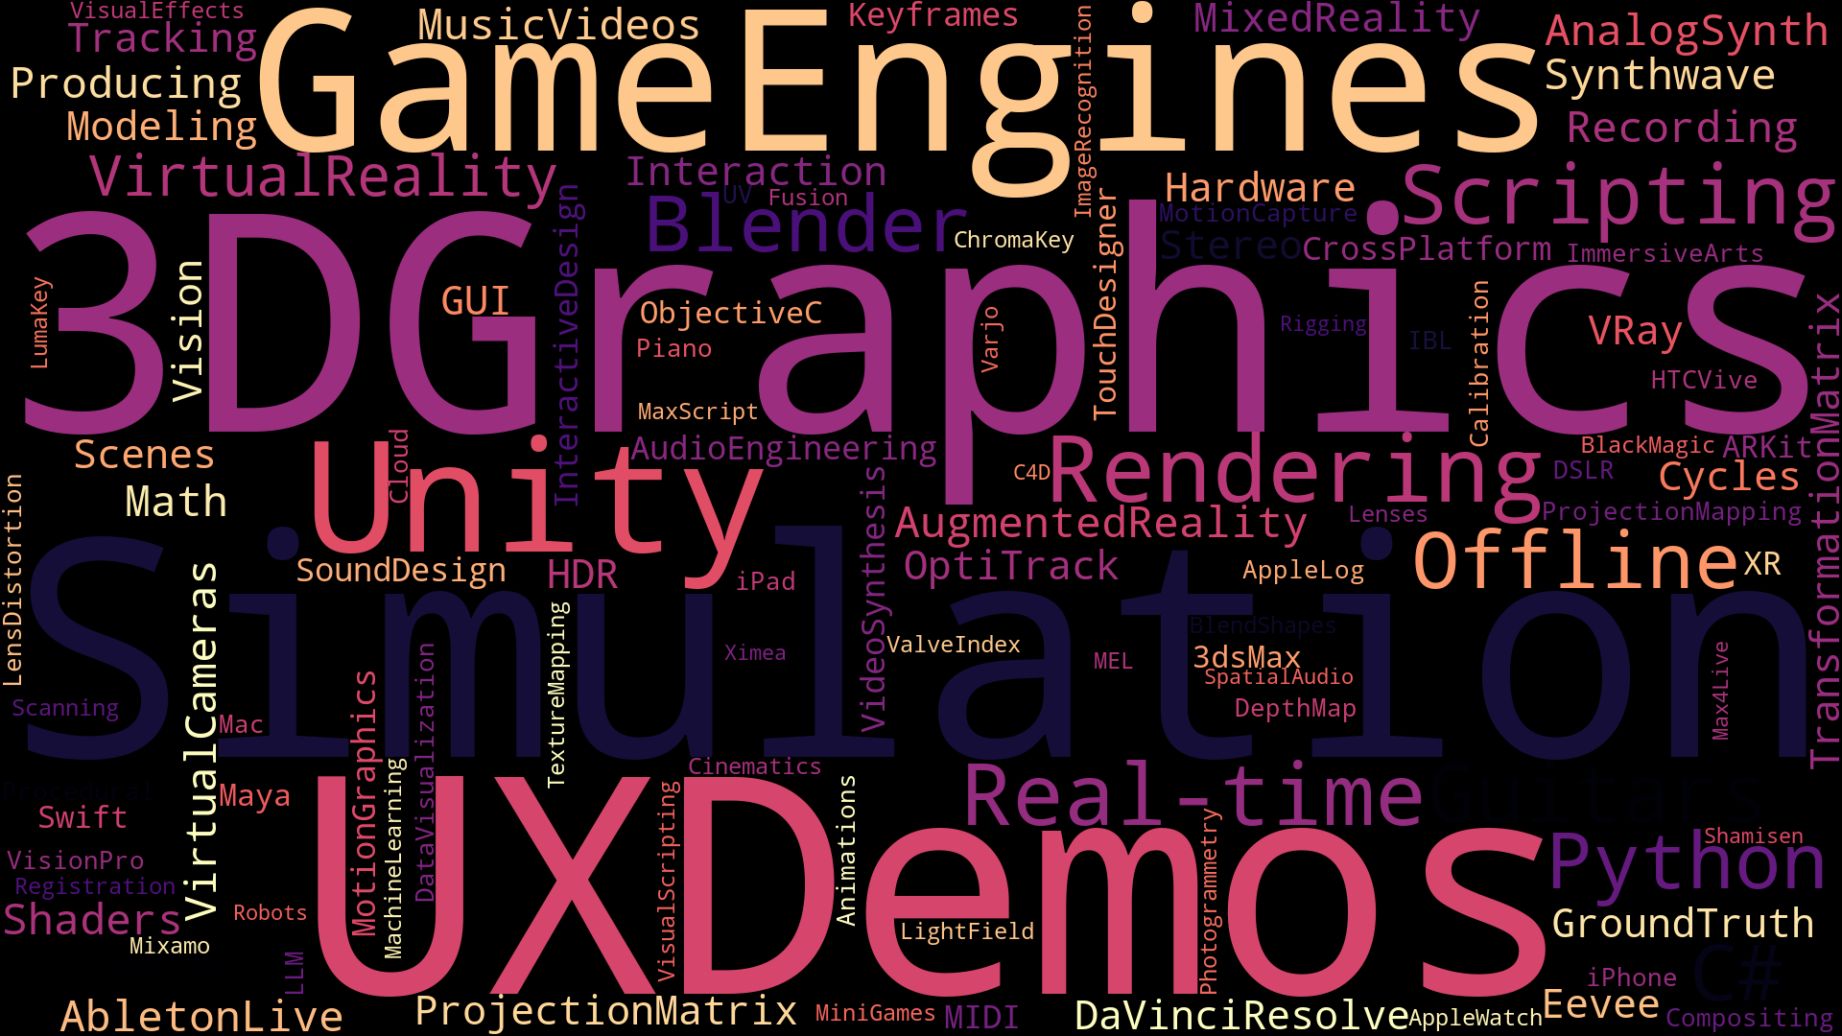 VisualEffects
Tracking
MusicVideos
GameEngines
Keyframes
ImageRecognition
MixedReality
AnalogSynth
Producing
Synthwave
Modeling
Recording
VirtualReality
Interaction
UV
Fusion
Hardware
Scripting
InteractiveDesign
Blender
ChromaKey
TouchDesigner
MotionCapture
Stereo
CrossPlatform
ImmersiveArts
3DGraphics
LumaKey
Vision
GUI
ObjectiveC
Piano
Varjo
Rigging
IBL
Calibration
VRay
HTCVive
TransformationMatrix
MaxScript
Scenes
Cloud
AudioEngineering
C4D
Rendering
BlackMagic
ARKit
Math
Unity
DSLR
Cycles
LensDistortion
VideoSynthesis
AugmentedReality
Lenses
ProjectionMapping
SoundDesign
HDR
iPad
OptiTrack
AppleLog
Offline
XR
Simulation
VirtualCameras
TextureMapping
Ximea
ValveIndex
MEL
BlendShapes
3dsMax
SpatialAudio
DepthMap
Max4Live
Scanning
Mac
MotionGraphics
DataVisualization
MachineLearning
Cinematics
Procedural
Maya
Real-time
Guitars
Swift
UXDemos
VisualScripting
Animations
Photogrammetry
Shamisen
Python
VisionPro
Registration
Shaders
Robots
LightField
GroundTruth
Mixamo
LLM
iPhone
C#
AbletonLive
ProjectionMatrix
MiniGames
MIDI
DaVinciResolve
AppleWatch
Eevee
Compositing